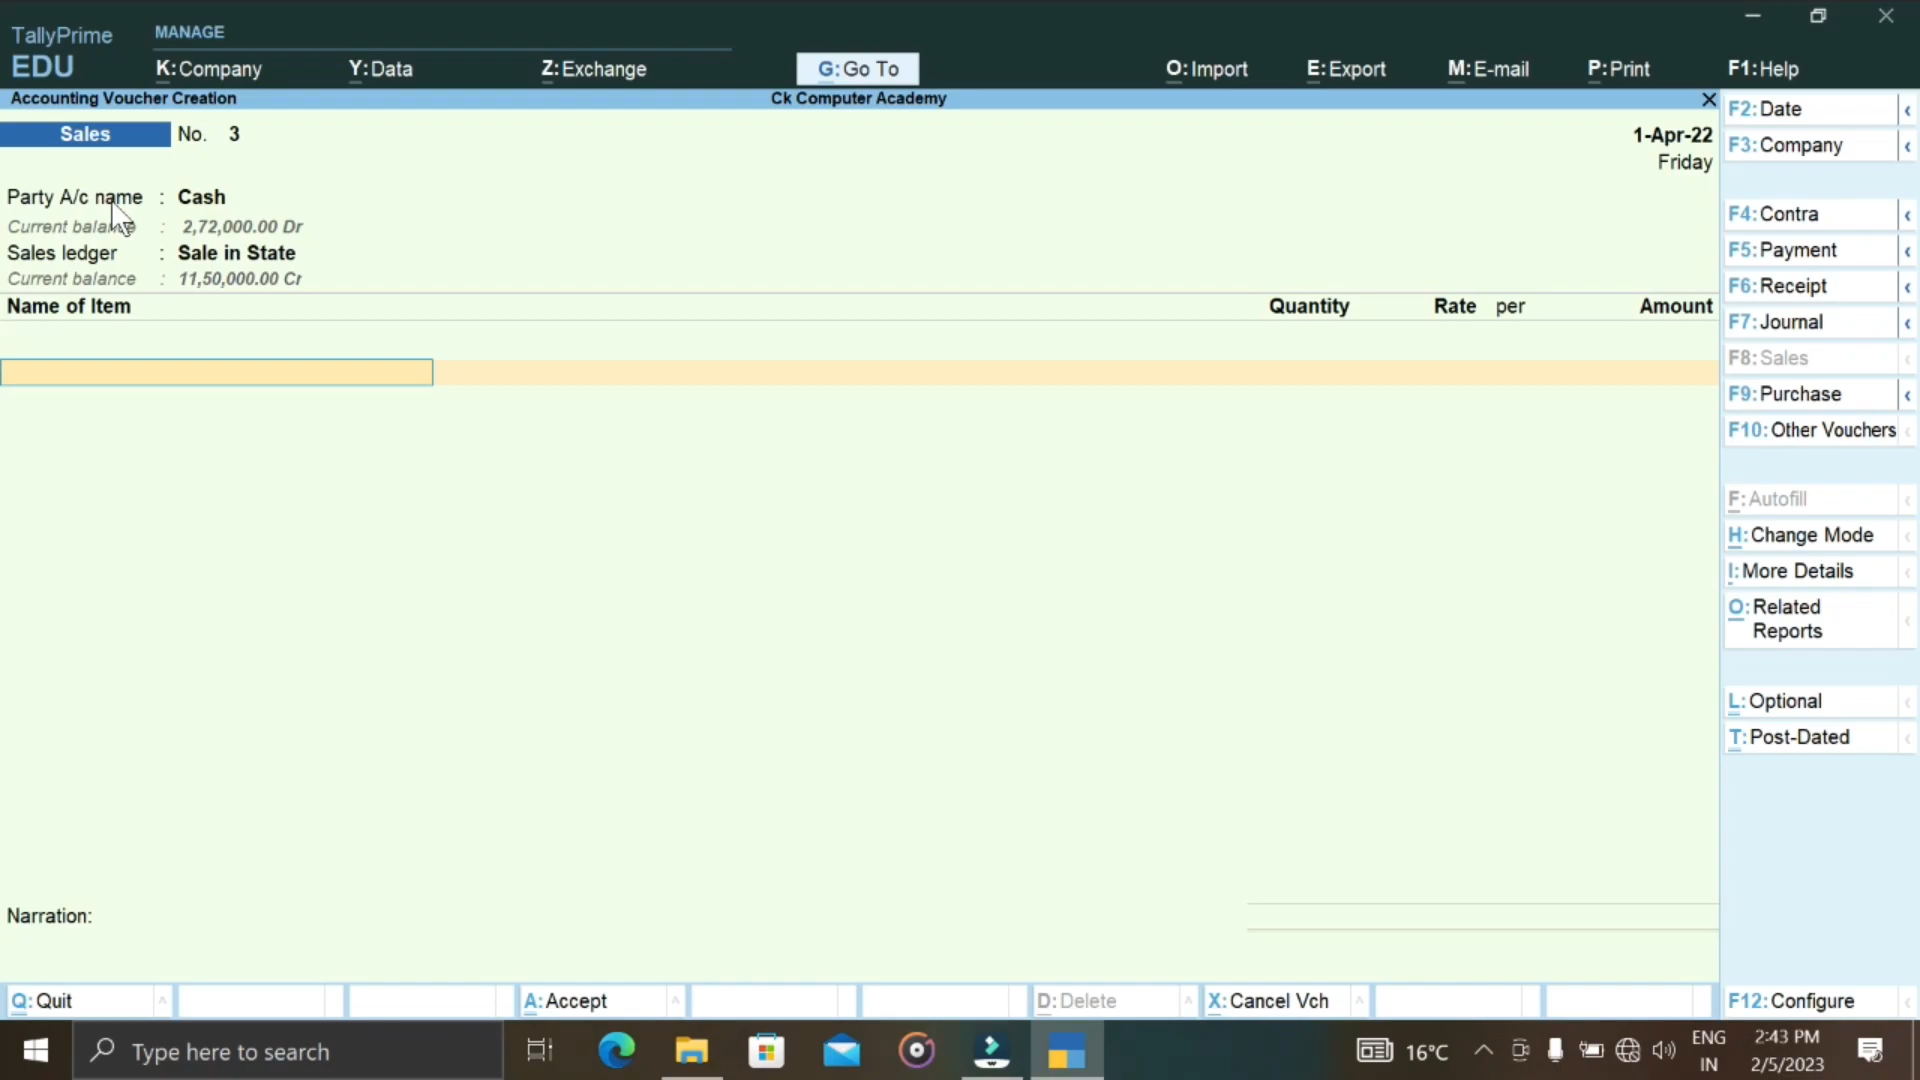 TallyPrime
EDU
MANAGE
K:Company Y:Data Z:Exchange G:Go To O:Import E:Export M:E-mail P:Print F1:Help
Accounting Voucher Creation Ck Computer Academy
Sales No. 3 1-Apr-22
Friday
Party A/c name : Cash
Current balance : 2,72,000.00 Dr
Sales ledger : Sale in State
Current balance : 11,50,000.00 Cr
Name of Item Quantity Rate per Amount
Narration:
F2:Date
F3:Company
F4:Contra
F5:Payment
F6:Receipt
F7:Journal
F8:Sales
F9:Purchase
F10:Other Vouchers
F:Autofill
H:Change Mode
I:More Details
O:Related
Reports
L:Optional
T:Post-Dated
Q:Quit A:Accept D:Delete X:Cancel Vch F12:Configure
Type here to search 16°C ENG 2:43 PM
IN 2/5/2023